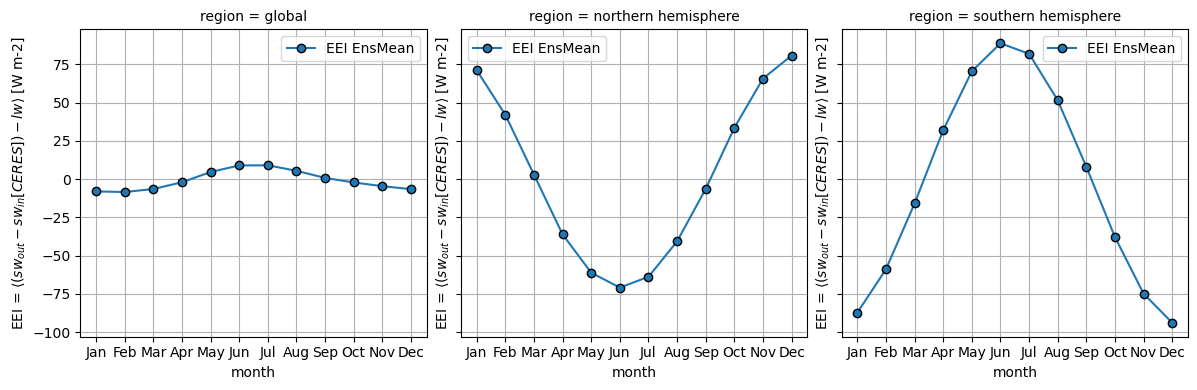 region = global
EEI = ⟨(sw_out − sw_in[CERES]) − lw⟩ [W m-2]
75
50
25
0
−25
−50
−75
−100
EEI EnsMean
Jan Feb Mar Apr May Jun Jul Aug Sep Oct Nov Dec
month
region = northern hemisphere
EEI = ⟨(sw_out − sw_in[CERES]) − lw⟩ [W m-2]
EEI EnsMean
Jan Feb Mar Apr May Jun Jul Aug Sep Oct Nov Dec
month
region = southern hemisphere
EEI = ⟨(sw_out − sw_in[CERES]) − lw⟩ [W m-2]
EEI EnsMean
Jan Feb Mar Apr May Jun Jul Aug Sep Oct Nov Dec
month